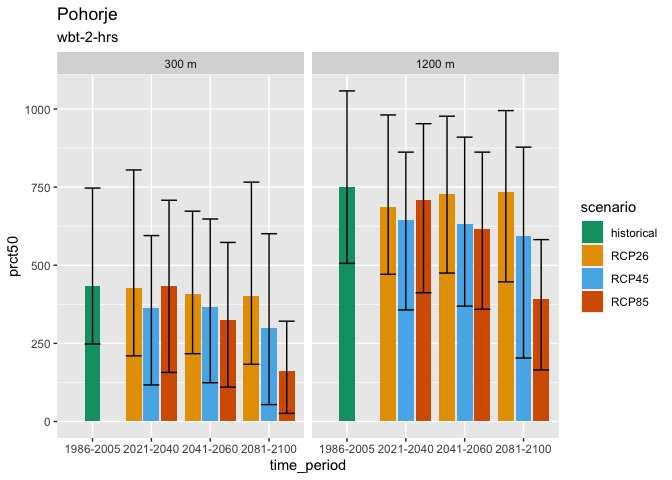 Pohorje
wbt-2-hrs
300 m
1200 m
prct50
1000
750
500
250
0
1986-2005
2021-2040
2041-2060
2081-2100
1986-2005
2021-2040
2041-2060
2081-2100
time_period
scenario
historical
RCP26
RCP45
RCP85